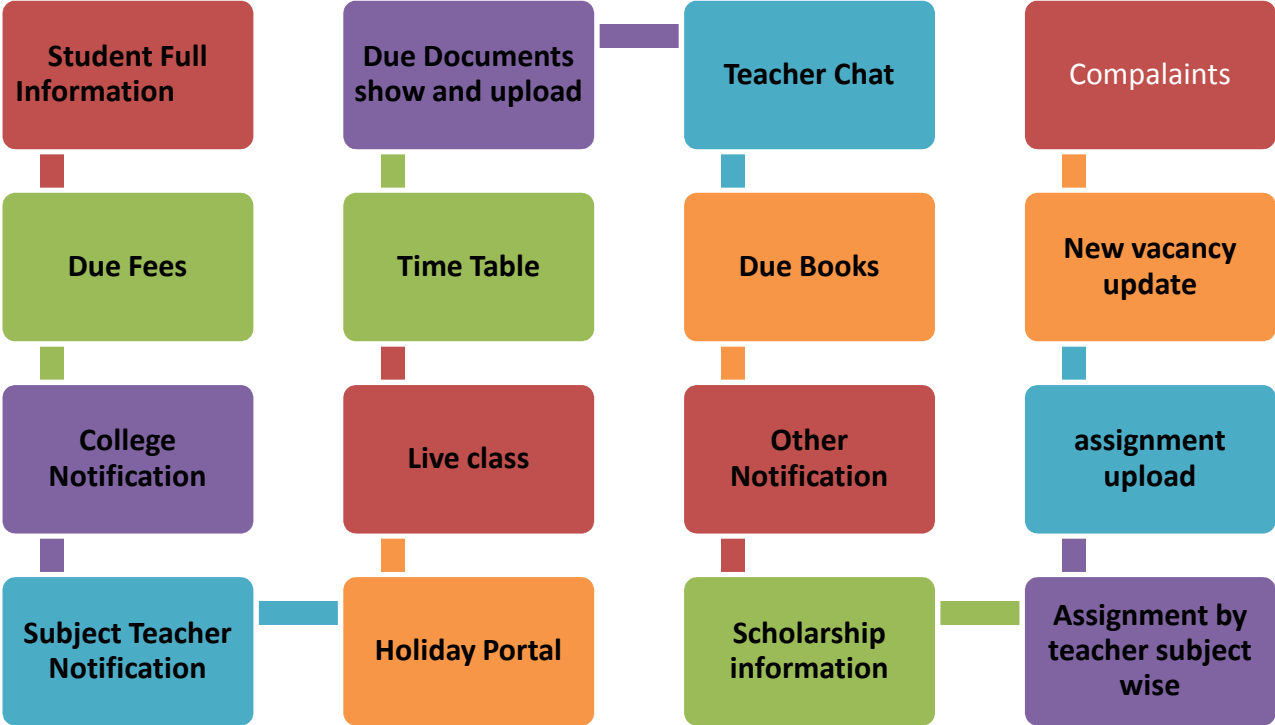 Student Full
Information
Due Fees
College
Notification
Subject Teacher
Notification
Holiday Portal
Live class
Time Table
Due Documents
show and upload
Teacher Chat
Due Books
Other
Notification
Scholarship
information
Assignment by
teacher subject
wise
assignment
upload
New vacancy
update
Compalaints